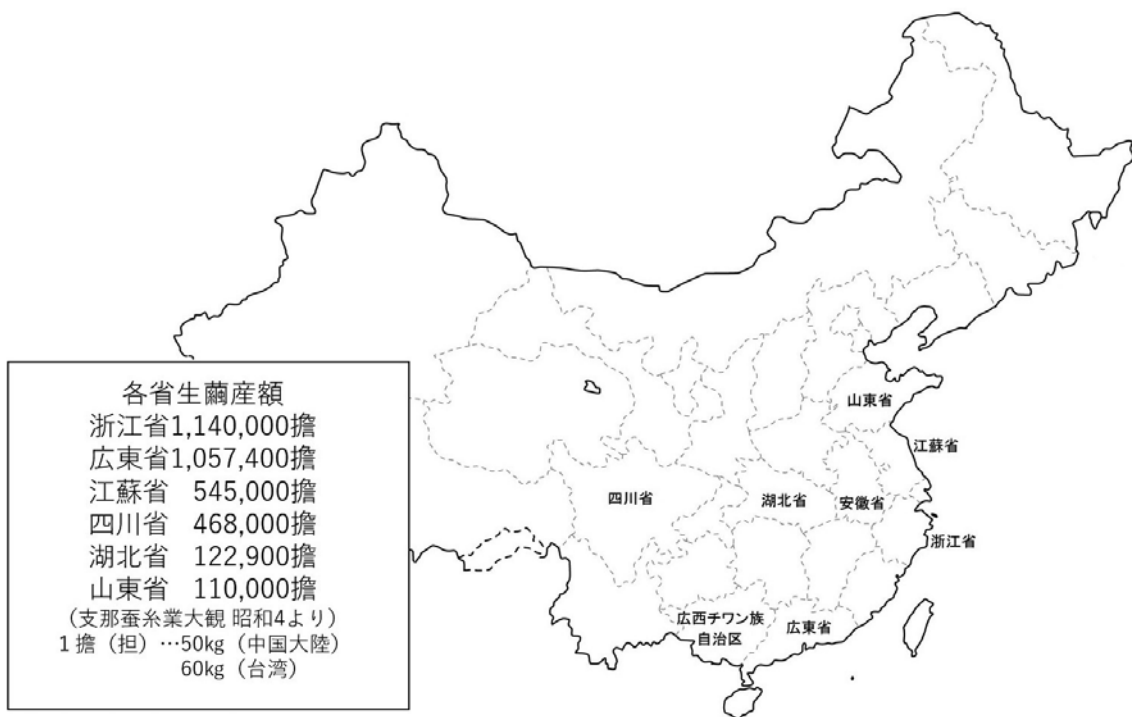 各省生繭産額
浙江省1,140,000擔
広東省1,057,400擔
江蘇省 545,000擔
四川省 468,000擔
湖北省 122,900擔
山東省 110,000擔
（支那蚕糸業大観 昭和4より）
1擔（担）…50kg（中国大陸）
60kg（台湾）
山東省
江蘇省
四川省
湖北省
安徽省
浙江省
広西チワン族
自治区
広東省